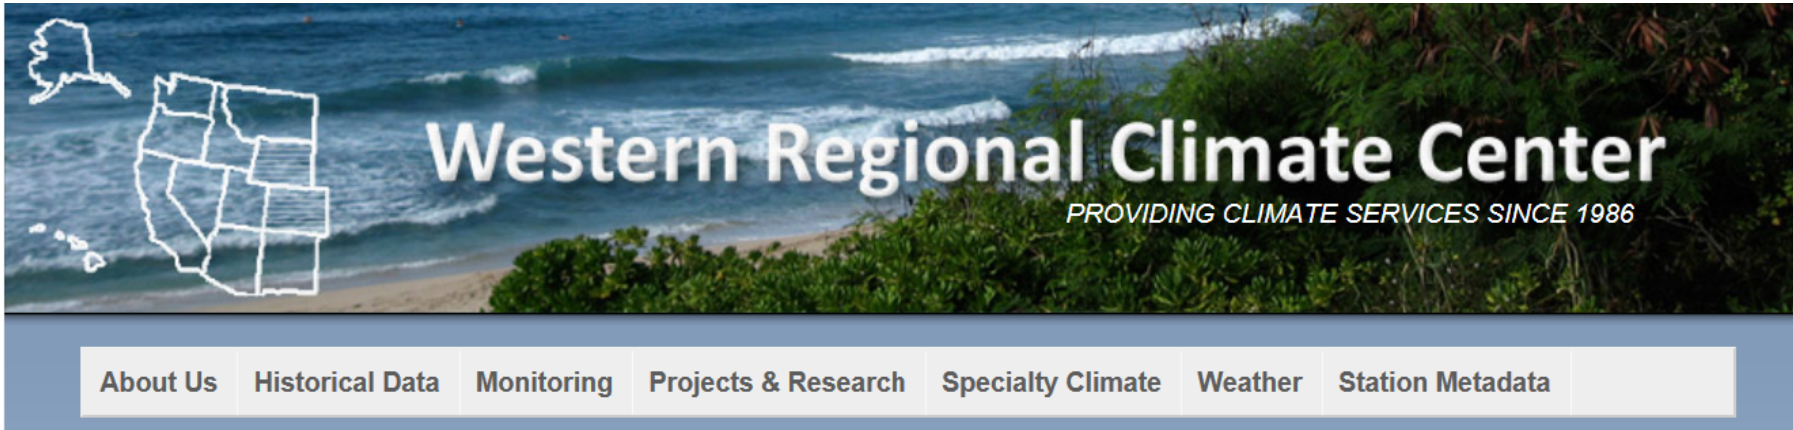 Western Regional Climate Center
PROVIDING CLIMATE SERVICES SINCE 1986
About Us Historical Data Monitoring Projects & Research Specialty Climate Weather Station Metadata